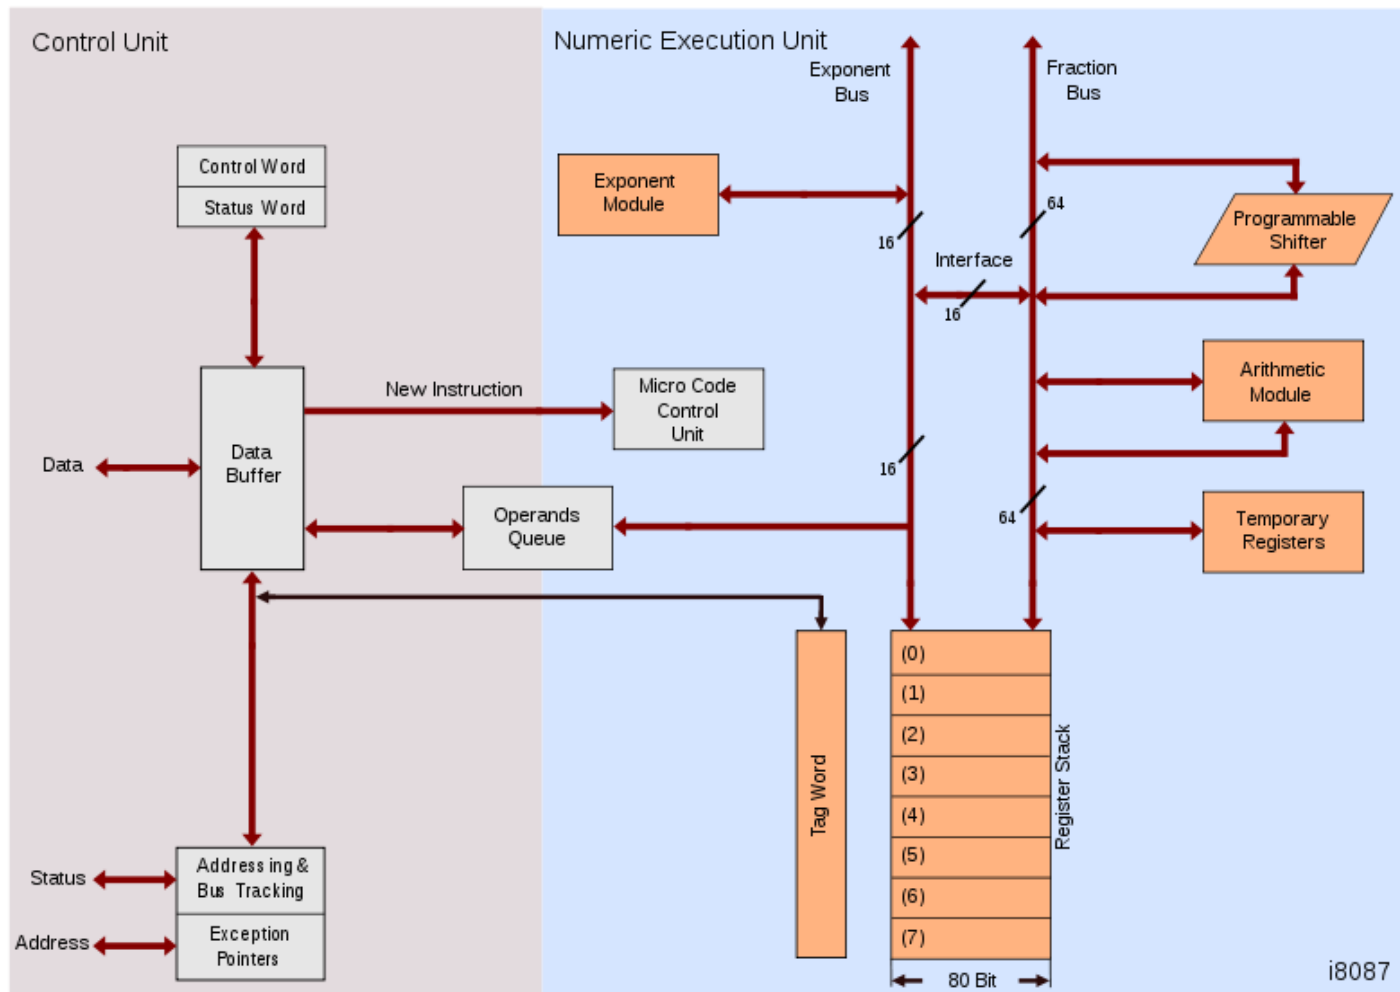 Control Unit
Numeric Execution Unit
Exponent
Bus
Fraction
Bus
Control Word
Status Word
Exponent
Module
Programmable
Shifter
64
16
Interface
16
New Instruction
Micro Code
Control
Unit
Arithmetic
Module
Data
Data
Buffer
16
Operands
Queue
64
Temporary
Registers
Tag Word
(0)
(1)
(2)
(3)
(4)
(5)
(6)
(7)
Register Stack
80 Bit
Status
Addressing &
Bus Tracking
Address
Exception
Pointers
i8087